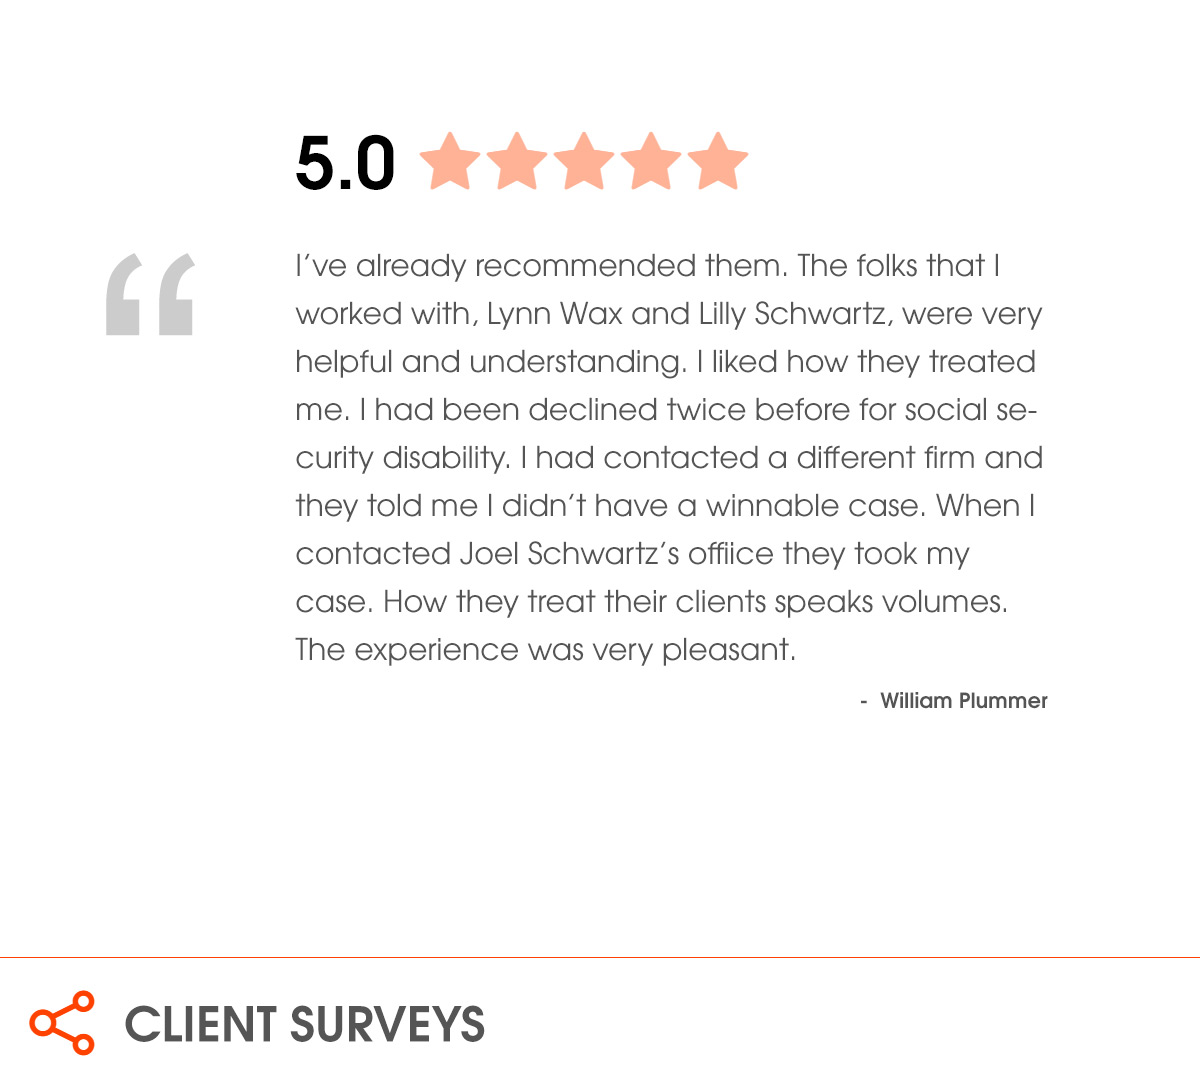 5.0
“
I’ve already recommended them. The folks that I
worked with, Lynn Wax and Lilly Schwartz, were very
helpful and understanding. I liked how they treated
me. I had been declined twice before for social se-
curity disability. I had contacted a different firm and
they told me I didn’t have a winnable case. When I
contacted Joel Schwartz’s offiice they took my
case. How they treat their clients speaks volumes.
The experience was very pleasant.
- William Plummer
CLIENT SURVEYS